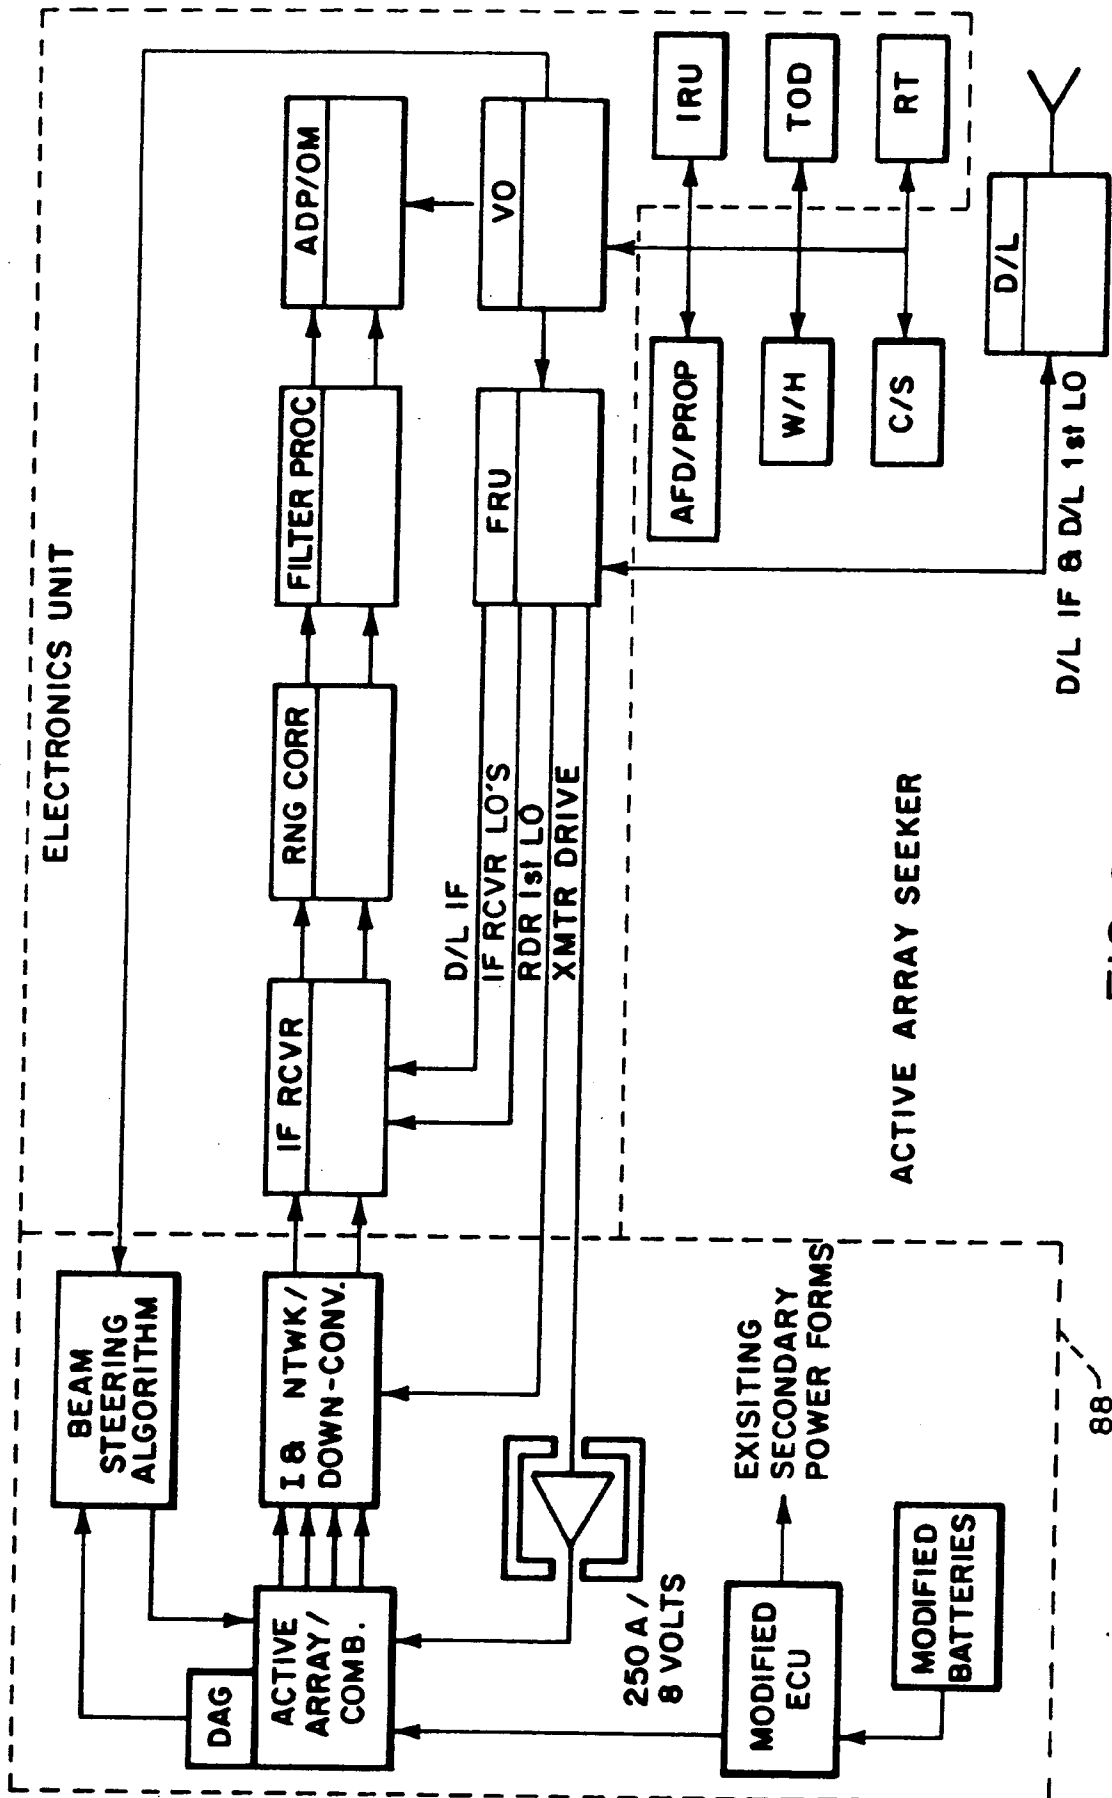 ELECTRONICS UNIT
BEAM
STEERING
ALGORITHM
DAG
ACTIVE
ARRAY/
COMB.
I & NTWK/
DOWN-CONV.
IF RCVR
RNG CORR
FILTER PROC
ADP/OM
D/L IF
IF RCVR LO'S
RDR 1st LO
XMTR DRIVE
FRU
VO
250 A /
8 VOLTS
MODIFIED
ECU
EXISITING
SECONDARY
POWER FORMS
MODIFIED
BATTERIES
88
ACTIVE ARRAY SEEKER
AFD/PROP
IRU
W/H
TOD
C/S
RT
D/L
D/L IF & D/L 1st LO